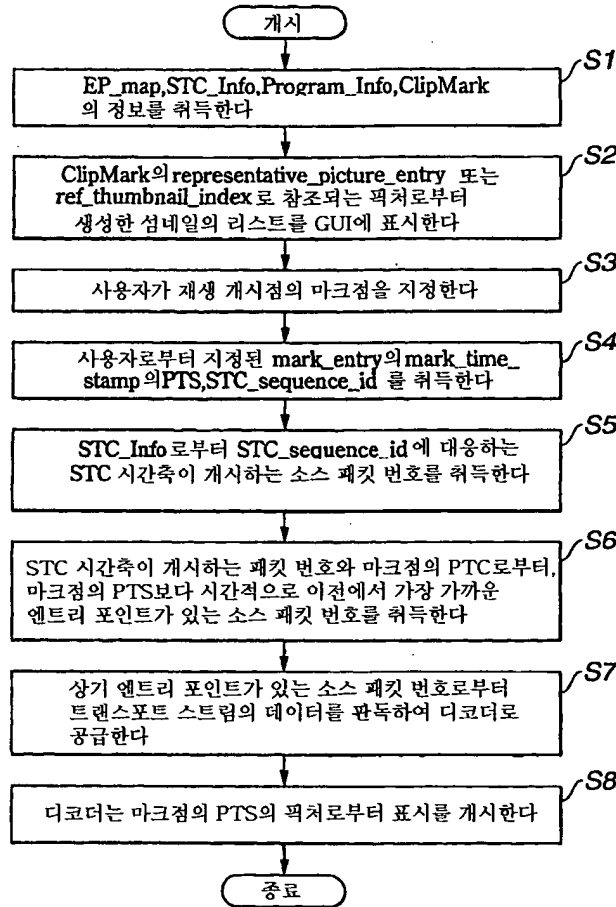 개시
S1
EP_map,STC_Info,Program_Info,ClipMark
의 정보를 취득한다
S2
ClipMark의 representative_picture_entry 또는
ref_thumbnail_index로 참조되는 픽처로부터
생성한 섬네일의 리스트를 GUI에 표시한다
S3
사용자가 재생 개시점의 마크점을 지정한다
S4
사용자로부터 지정된 mark_entry의mark_time_
stamp의PTS,STC_sequence_id 를 취득한다
S5
STC_Info로부터 STC_sequence_id에 대응하는
STC 시간축이 개시하는 소스 패킷 번호를 취득한다
S6
STC 시간축이 개시하는 패킷 번호와 마크점의 PTC로부터,
마크점의 PTS보다 시간적으로 이전에서 가장 가까운
엔트리 포인트가 있는 소스 패킷 번호를 취득한다
S7
상기 엔트리 포인트가 있는 소스 패킷 번호로부터
트랜스포트 스트림의 데이터를 판독하여 디코더로
공급한다
S8
디코더는 마크점의 PTS의 픽처로부터 표시를 개시한다
종료